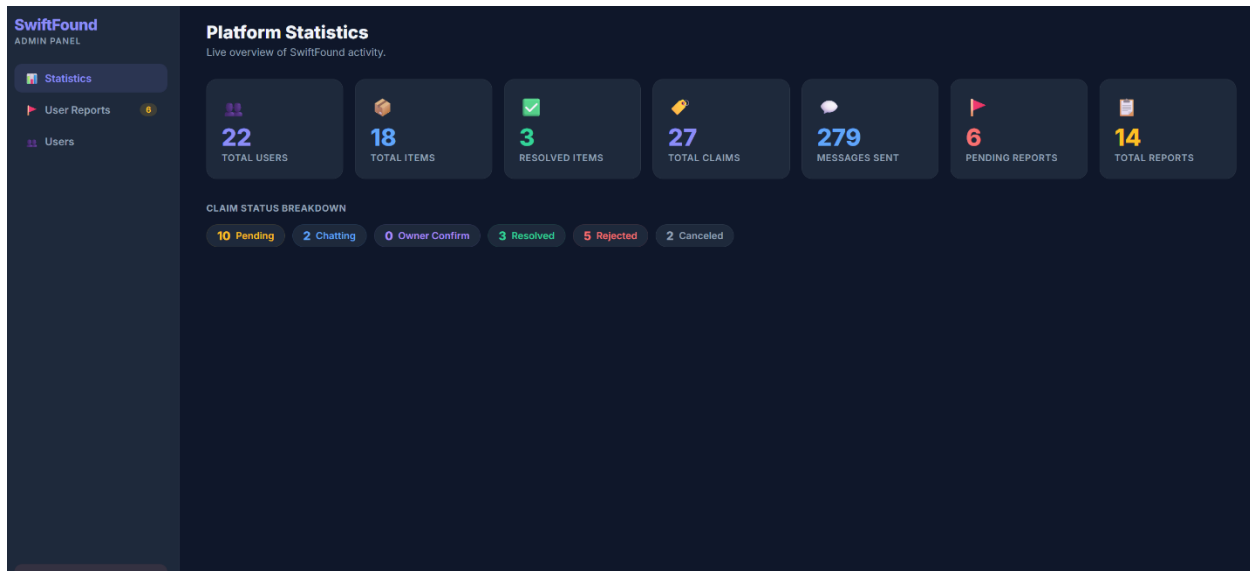 SwiftFound
ADMIN PANEL
Statistics
User Reports 6
Users
Platform Statistics
Live overview of SwiftFound activity.
22
TOTAL USERS
18
TOTAL ITEMS
3
RESOLVED ITEMS
27
TOTAL CLAIMS
279
MESSAGES SENT
6
PENDING REPORTS
14
TOTAL REPORTS
CLAIM STATUS BREAKDOWN
10 Pending 2 Chatting 0 Owner Confirm 3 Resolved 5 Rejected 2 Canceled